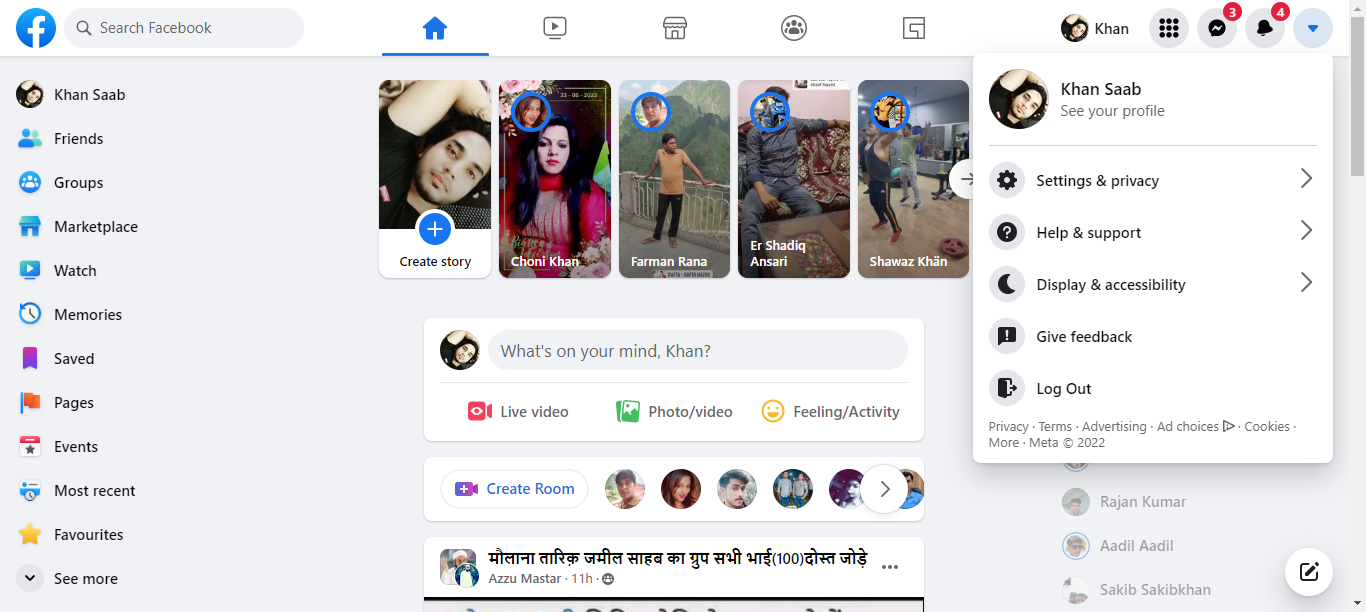 Search Facebook
Khan
3
4
Khan Saab
Friends
Groups
Marketplace
Watch
Memories
Saved
Pages
Events
Most recent
Favourites
See more
Create story
23 - 06 - 2022
Choni Khan
Farman Rana
Er Shadiq
Ansari
Shawaz Khän
What's on your mind, Khan?
Live video
Photo/video
Feeling/Activity
Create Room
मौलाना तारिक़ जमील साहब का ग्रुप सभी भाई(100)दोस्त जोड़े
Azzu Mastar · 11h ·
Khan Saab
See your profile
Settings & privacy
Help & support
Display & accessibility
Give feedback
Log Out
Privacy · Terms · Advertising · Ad choices · Cookies ·
More · Meta © 2022
Rajan Kumar
Aadil Aadil
Sakib Sakibkhan